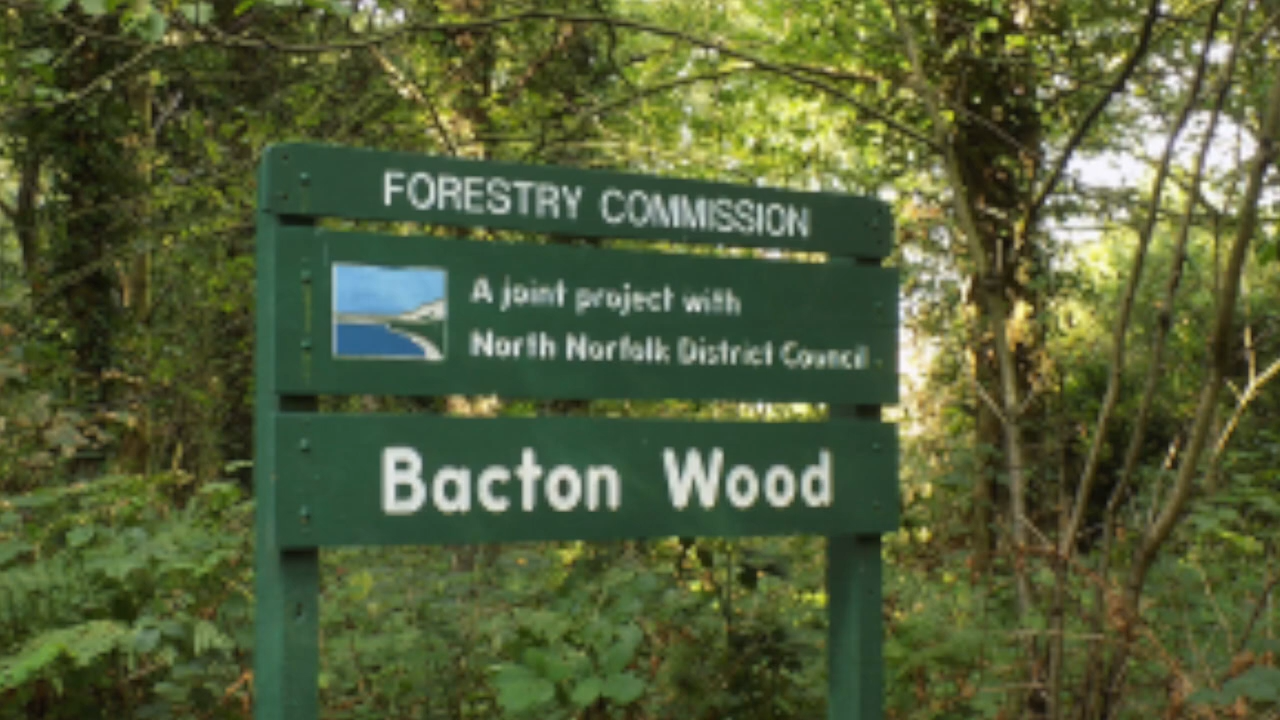 FORESTRY COMMISSION
A joint project with
North Norfolk District Council
Bacton Wood